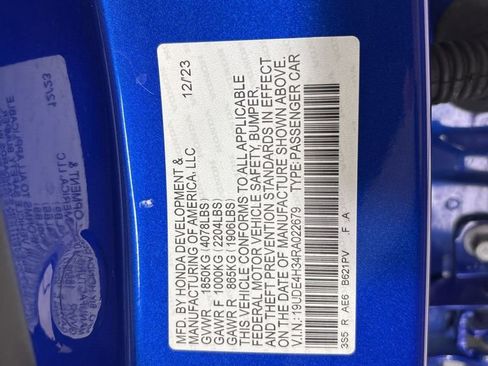 MFD. BY HONDA DEVELOPMENT &
MANUFACTURING OF AMERICA, LLC
12/23
GVWR 1850KG (4078LBS)
GAWR F 1000KG (2204LBS)
GAWR R 865KG (1906LBS)
THIS VEHICLE CONFORMS TO ALL APPLICABLE
FEDERAL MOTOR VEHICLE SAFETY, BUMPER,
AND THEFT PREVENTION STANDARDS IN EFFECT
ON THE DATE OF MANUFACTURE SHOWN ABOVE.
V.I.N.:19UDE4H34RA022679 TYPE:PASSENGER CAR
3S5 R AE6 B621PV .F .A